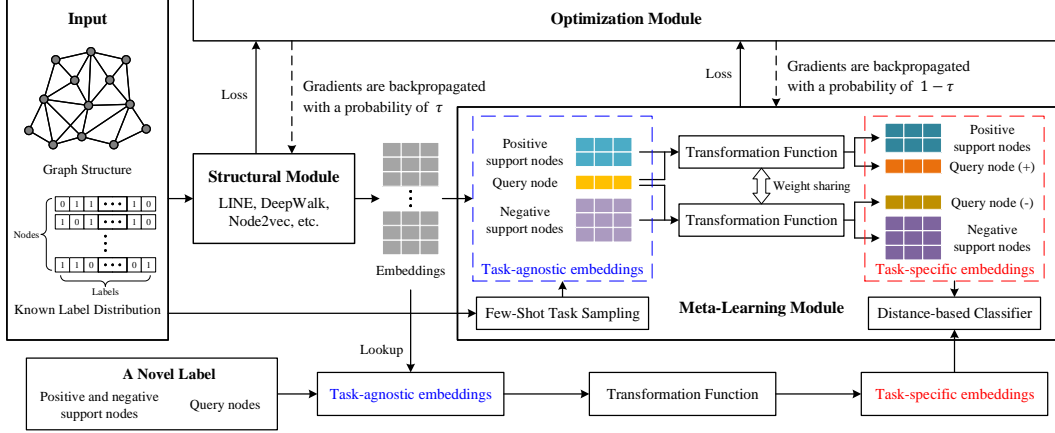 Input
Graph Structure
Nodes
0 1 1 ••• 1 0
1 0 1 ••• 1 0
1 1 0 ••• 0 1
Labels
Known Label Distribution
Optimization Module
Loss
Gradients are backpropagated
with a probability of τ
Loss
Gradients are backpropagated
with a probability of 1 − τ
Structural Module
LINE, DeepWalk,
Node2vec, etc.
Embeddings
Positive
support nodes
Query node
Negative
support nodes
Task-agnostic embeddings
Transformation Function
Weight sharing
Transformation Function
Positive
support nodes
Query node (+)
Query node (-)
Negative
support nodes
Task-specific embeddings
Few-Shot Task Sampling
Meta-Learning Module
Distance-based Classifier
Lookup
A Novel Label
Positive and negative
support nodes
Query nodes
Task-agnostic embeddings
Transformation Function
Task-specific embeddings